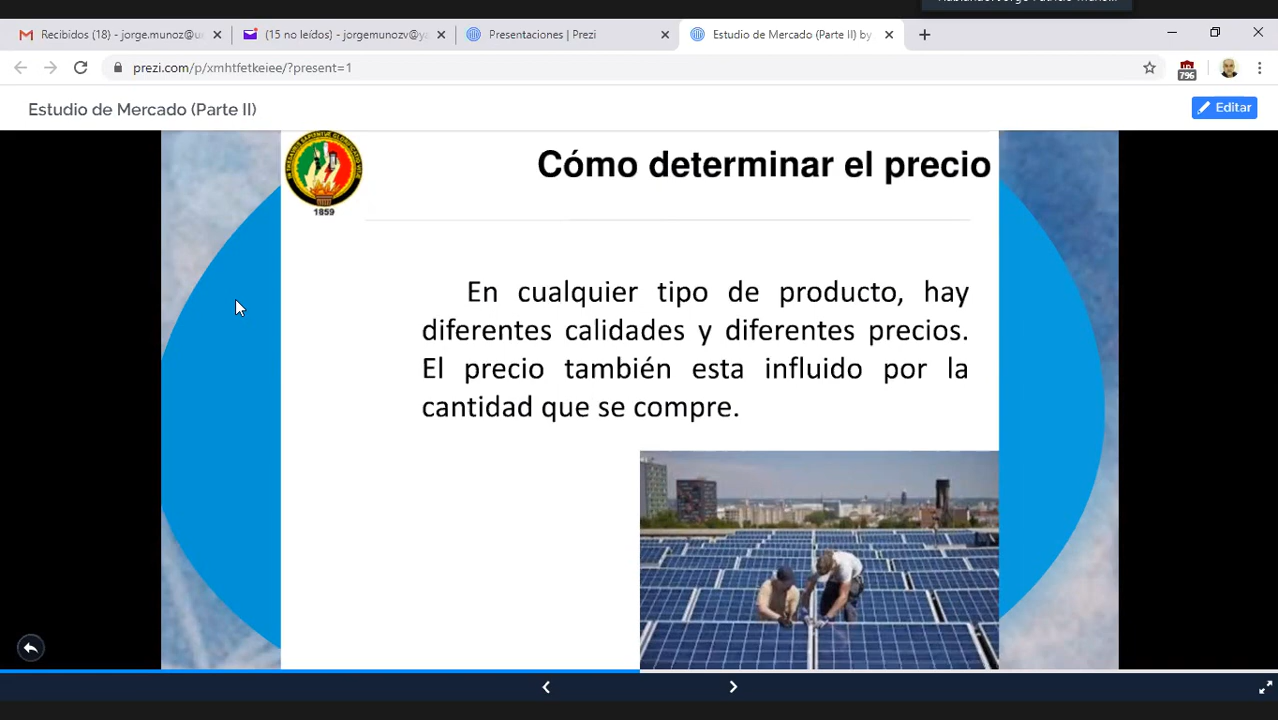 Recibidos (18) - jorge.munoz@u
(15 no leídos) - jorgemunozv@y
Presentaciones | Prezi
Estudio de Mercado (Parte II) by
prezi.com/p/xmhtfetkeiee/?present=1
796
Estudio de Mercado (Parte II)
Editar
1859
Cómo determinar el precio
En cualquier tipo de producto, hay
diferentes calidades y diferentes precios.
El precio también esta influido por la
cantidad que se compre.